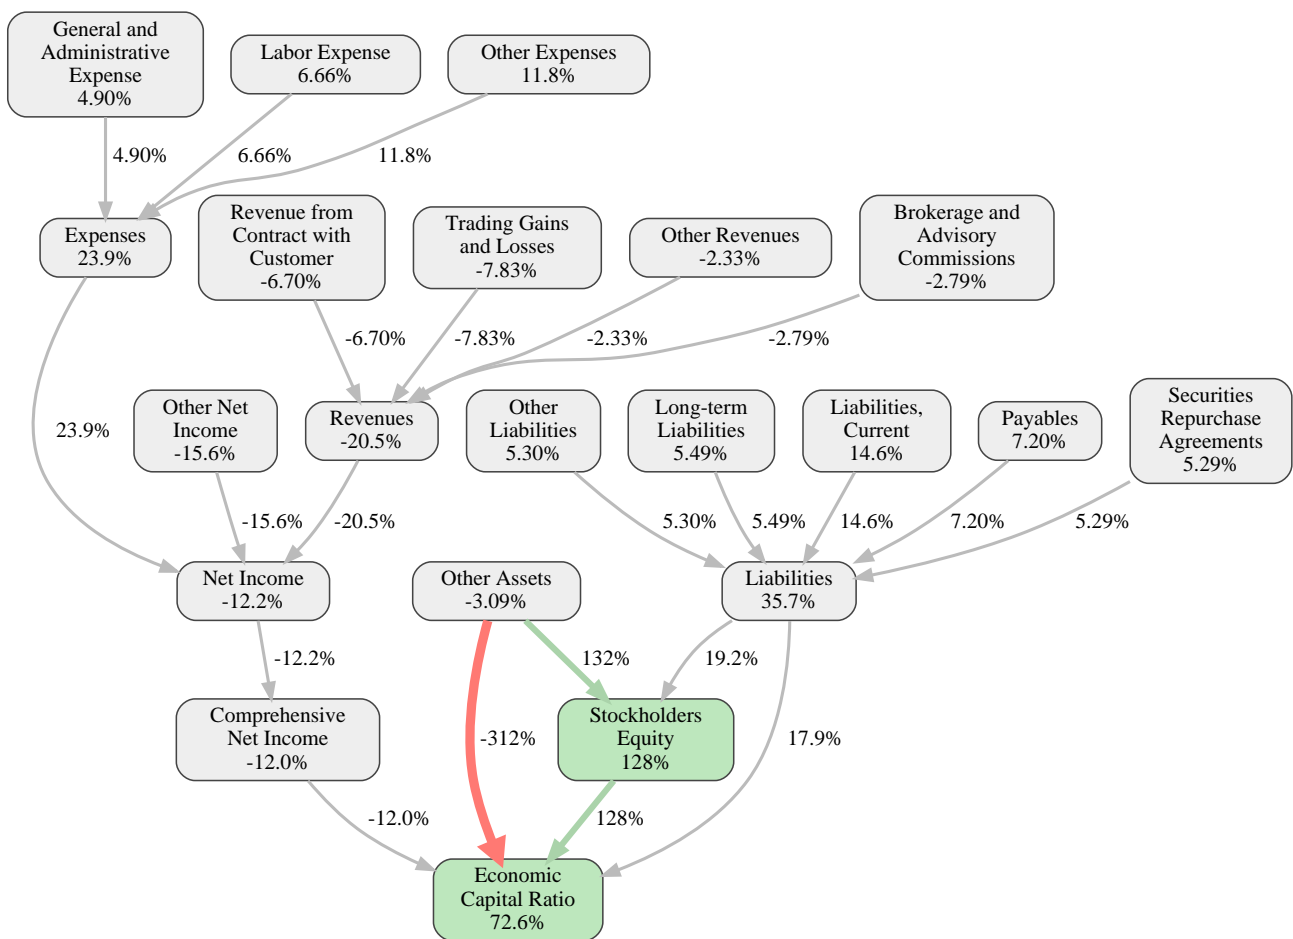 General and
Administrative
Expense
4.90%
Labor Expense
6.66%
Other Expenses
11.8%
4.90%
6.66%
11.8%
Expenses
23.9%
Revenue from
Contract with
Customer
-6.70%
Trading Gains
and Losses
-7.83%
Other Revenues
-2.33%
Brokerage and
Advisory
Commissions
-2.79%
-6.70%
-7.83%
-2.33%
-2.79%
23.9%
Other Net
Income
-15.6%
Revenues
-20.5%
Other
Liabilities
5.30%
Long-term
Liabilities
5.49%
Liabilities,
Current
14.6%
Payables
7.20%
Securities
Repurchase
Agreements
5.29%
-15.6%
-20.5%
5.30%
5.49%
14.6%
7.20%
5.29%
Net Income
-12.2%
Other Assets
-3.09%
Liabilities
35.7%
-12.2%
132%
19.2%
Comprehensive
Net Income
-12.0%
-312%
Stockholders
Equity
128%
17.9%
-12.0%
128%
Economic
Capital Ratio
72.6%